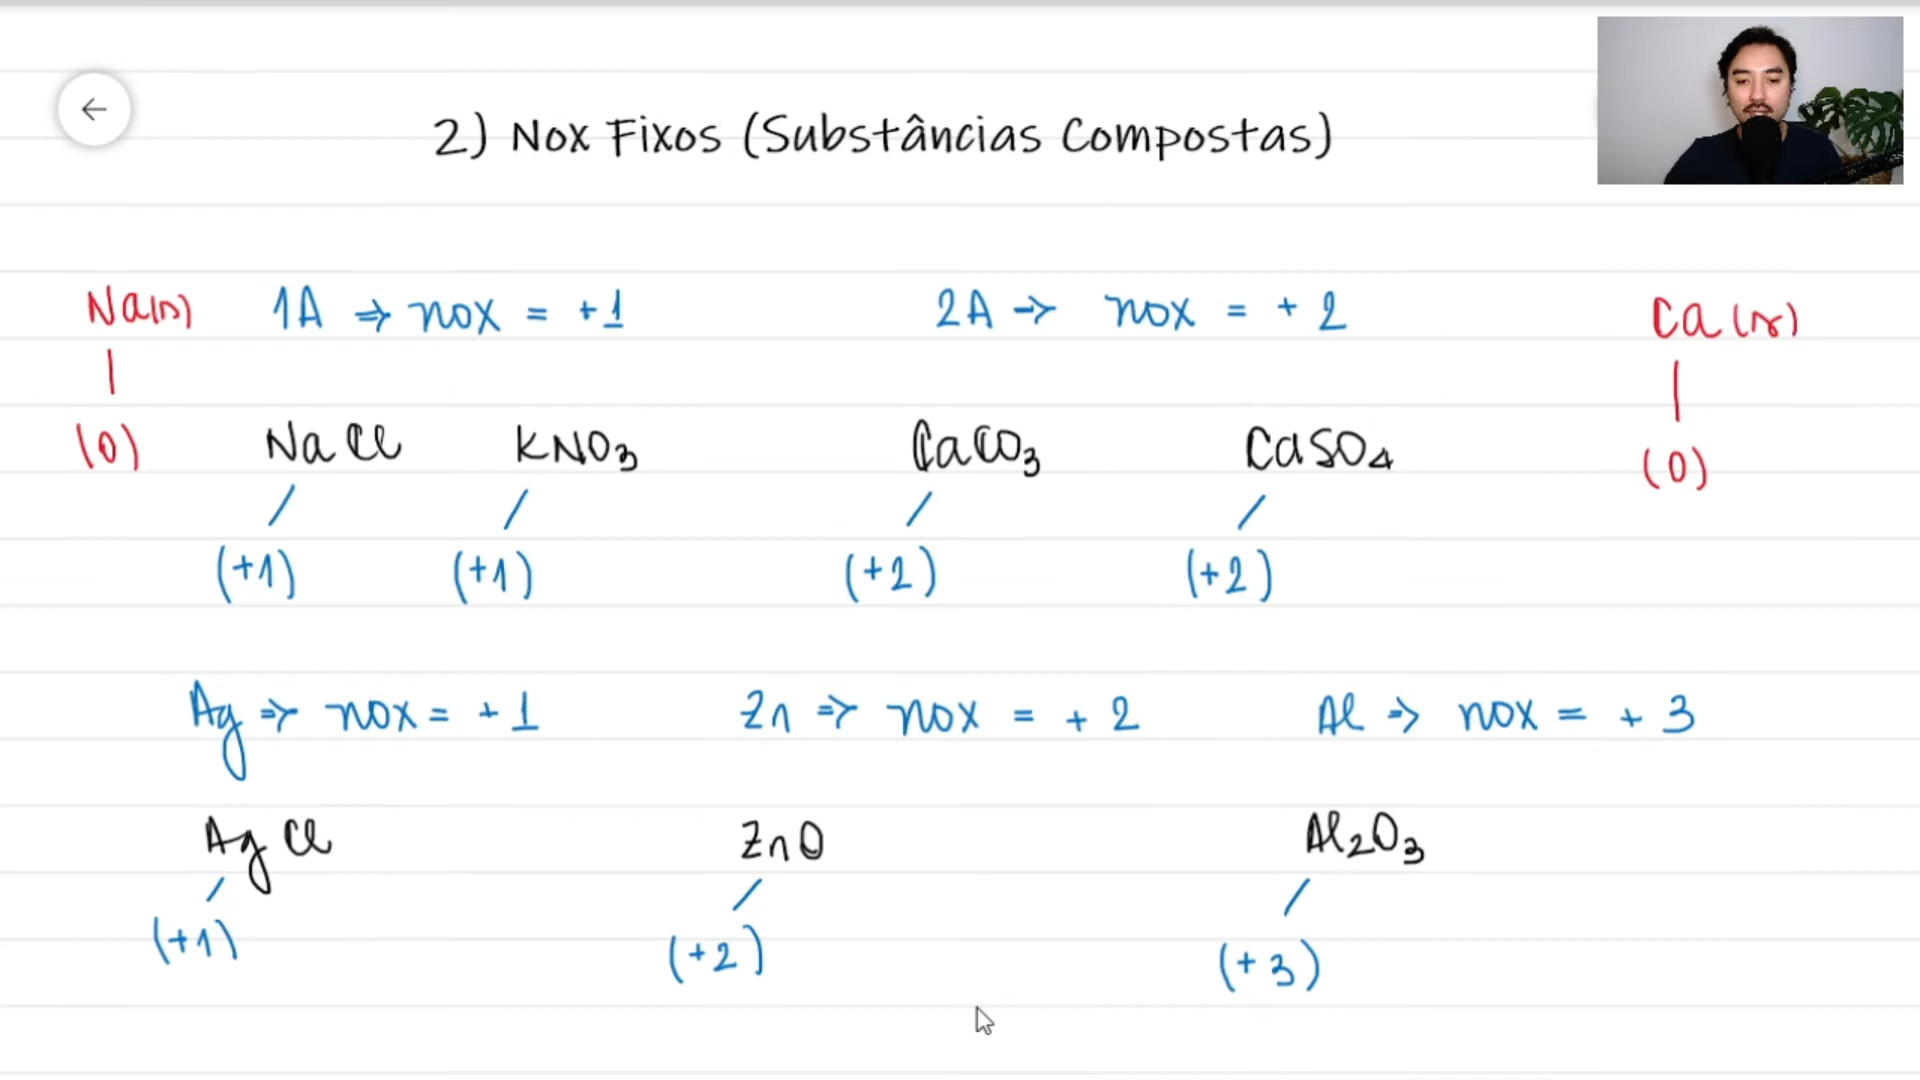 2) Nox Fixos (Substâncias Compostas)
Na(s) 1A ⇒ nox = +1 2A → nox = +2 Ca(s)
(0) NaCl KNO₃ CaCO₃ CaSO₄ (0)
(+1) (+1) (+2) (+2)
Ag ⇒ nox = +1 Zn ⇒ nox = +2 Al ⇒ nox = +3
AgCl ZnO Al₂O₃
(+1) (+2) (+3)